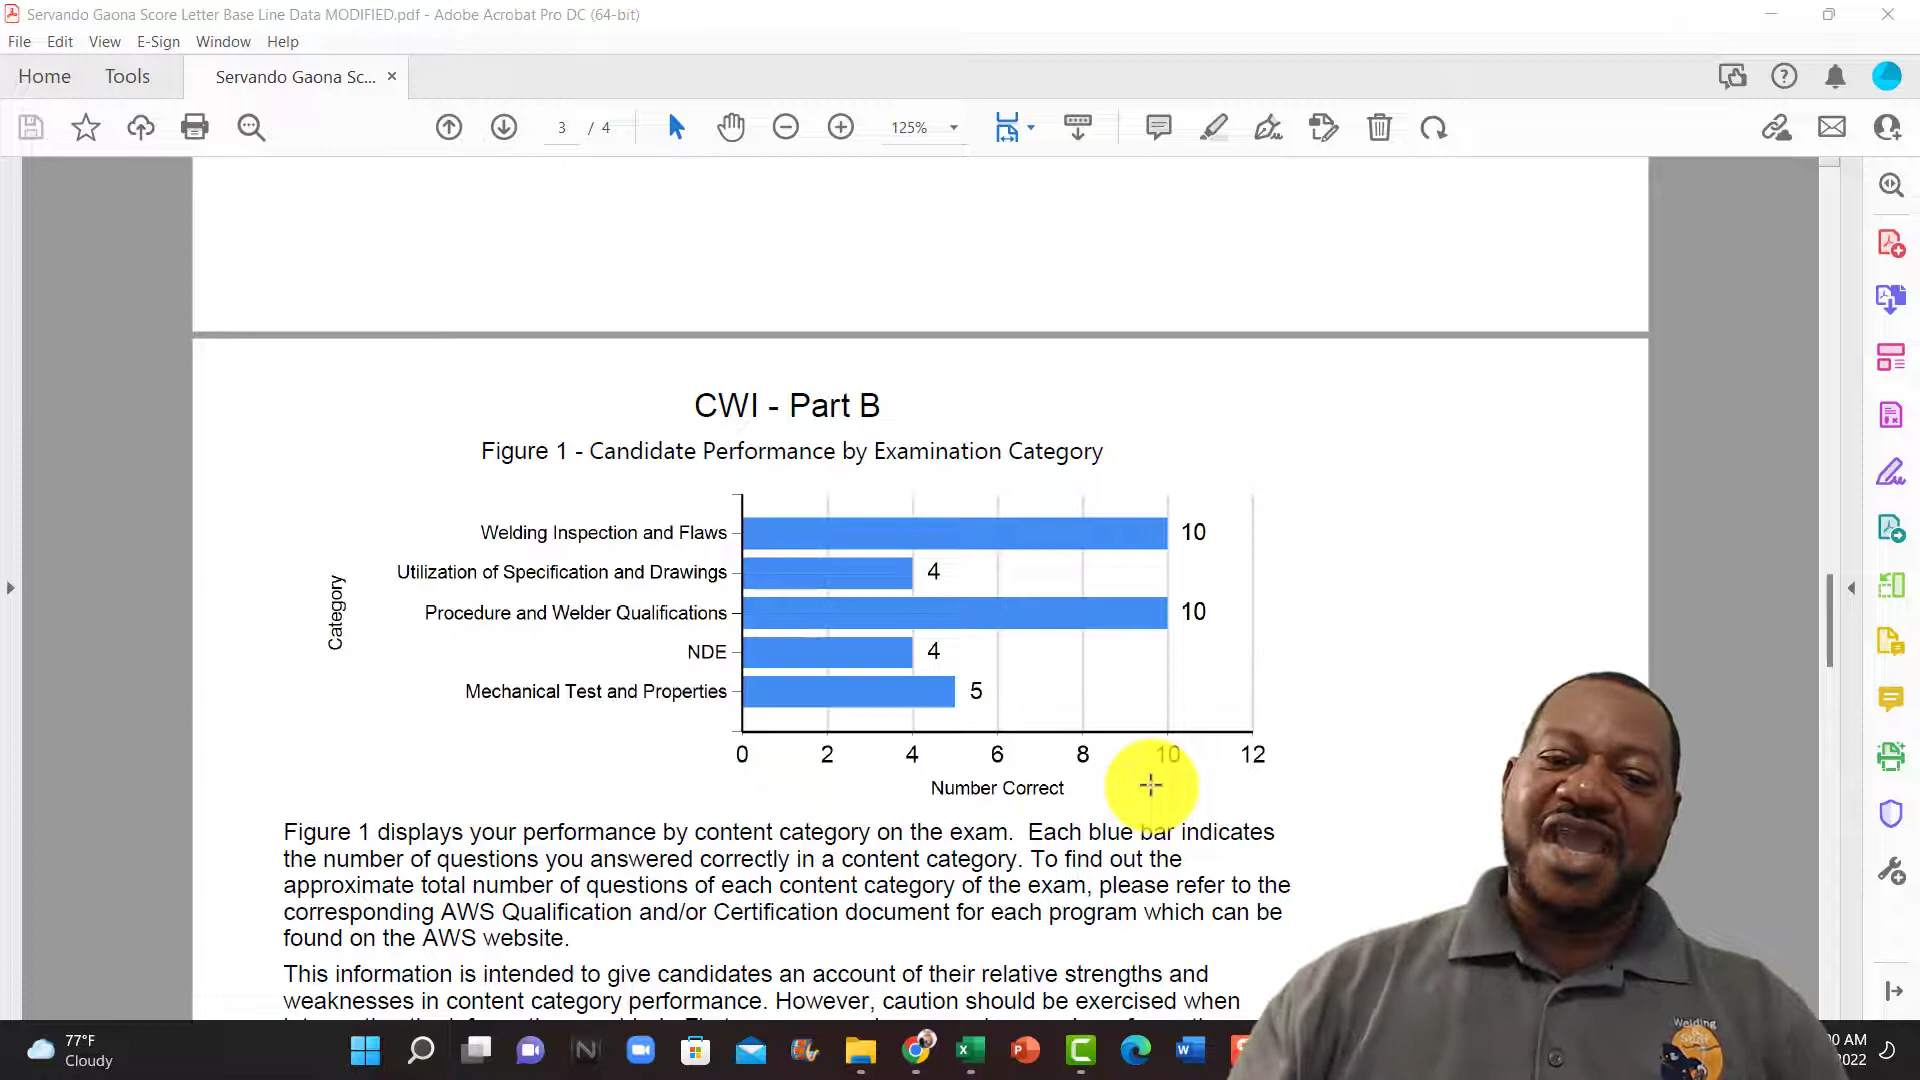 Servando Gaona Score Letter Base Line Data MODIFIED.pdf - Adobe Acrobat Pro DC (64-bit)
File Edit View E-Sign Window Help
Home Tools Servando Gaona Sc... ×
3 / 4 125%
CWI - Part B
Figure 1 - Candidate Performance by Examination Category
Category
Welding Inspection and Flaws 10
Utilization of Specification and Drawings 4
Procedure and Welder Qualifications 10
NDE 4
Mechanical Test and Properties 5
0 2 4 6 8 10 12
Number Correct
Figure 1 displays your performance by content category on the exam. Each blue bar indicates
the number of questions you answered correctly in a content category. To find out the
approximate total number of questions of each content category of the exam, please refer to the
corresponding AWS Qualification and/or Certification document for each program which can be
found on the AWS website.
This information is intended to give candidates an account of their relative strengths and
weaknesses in content category performance. However, caution should be exercised when
77°F
Cloudy
Welding
AM
2022